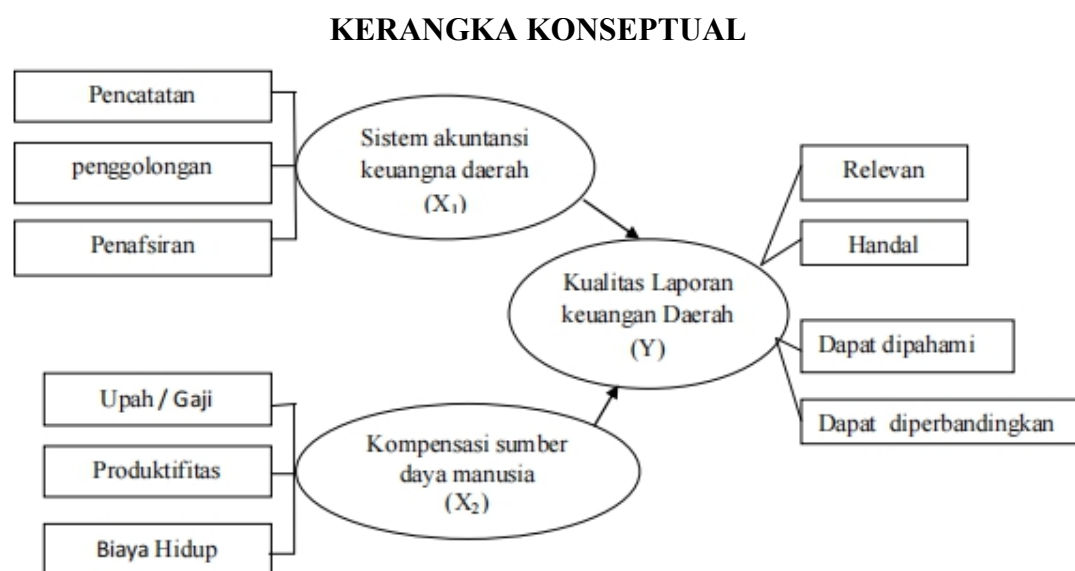 KERANGKA KONSEPTUAL
Pencatatan
penggolongan
Penafsiran
Sistem akuntansi
keuangna daerah
(X₁)
Relevan
Handal
Kualitas Laporan
keuangan Daerah
(Y)
Dapat dipahami
Dapat diperbandingkan
Upah / Gaji
Produktifitas
Biaya Hidup
Kompensasi sumber
daya manusia
(X₂)